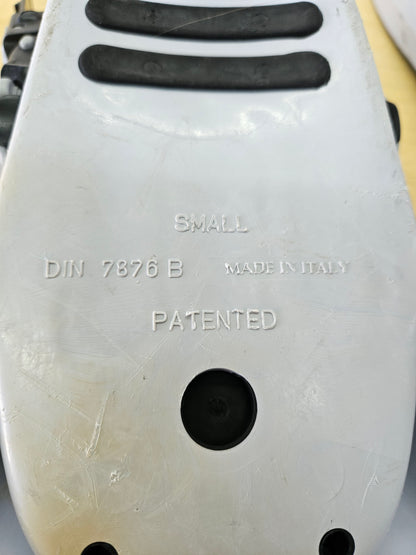 SMALL
DIN 7876 B MADE IN ITALY
PATENTED